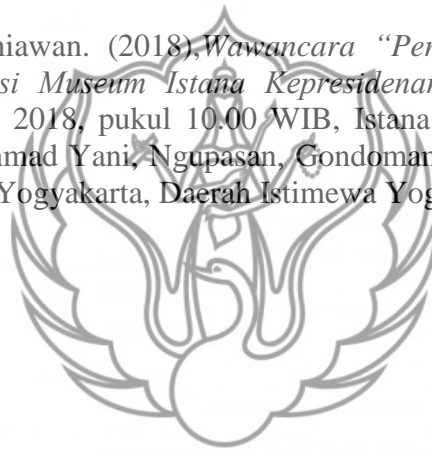 niawan. (2018),Wawancara “Per
si Museum Istana Kepresidenan
2018, pukul 10.00 WIB, Istana
mad Yani, Ngupasan, Gondoman
Yogyakarta, Daerah Istimewa Yog